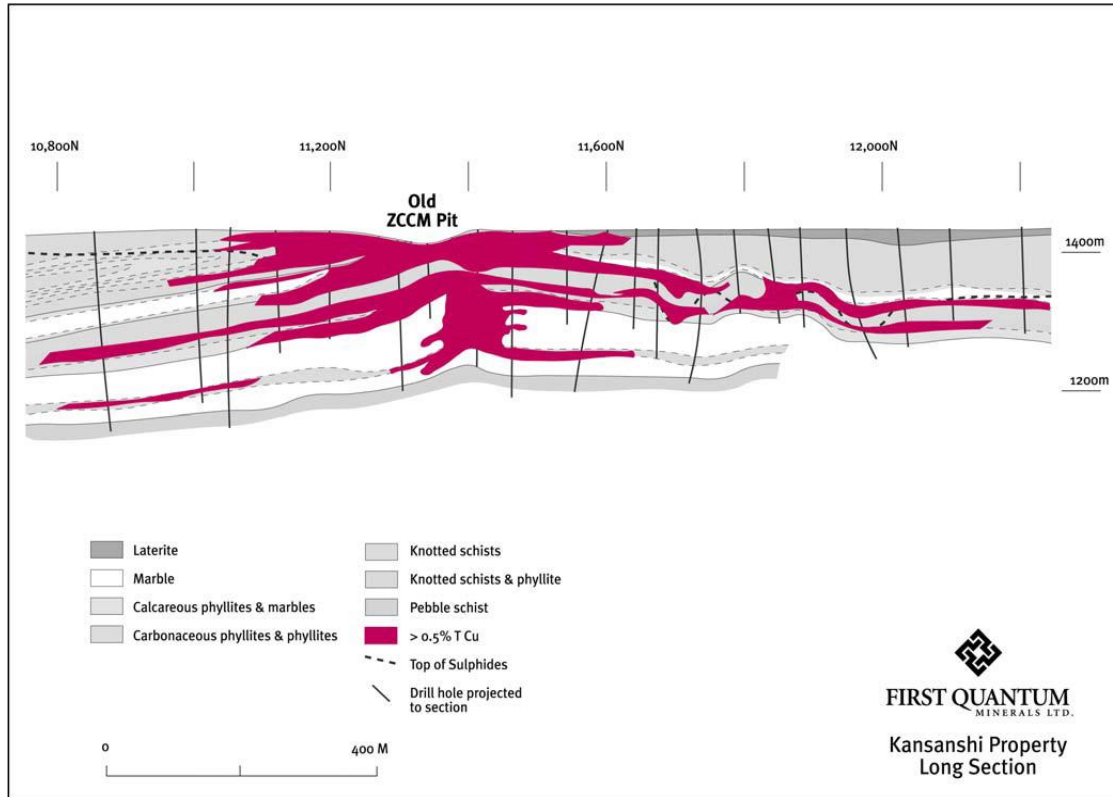 10,800N
11,200N
11,600N
12,000N
Old
ZCCM Pit
1400m
1200m
Laterite
Marble
Calcareous phyllites & marbles
Carbonaceous phyllites & phyllites
Knotted schists
Knotted schists & phyllite
Pebble schist
> 0.5% T Cu
Top of Sulphides
Drill hole projected
to section
0
400 M
FIRST QUANTUM
MINERALS LTD.
Kansanshi Property
Long Section